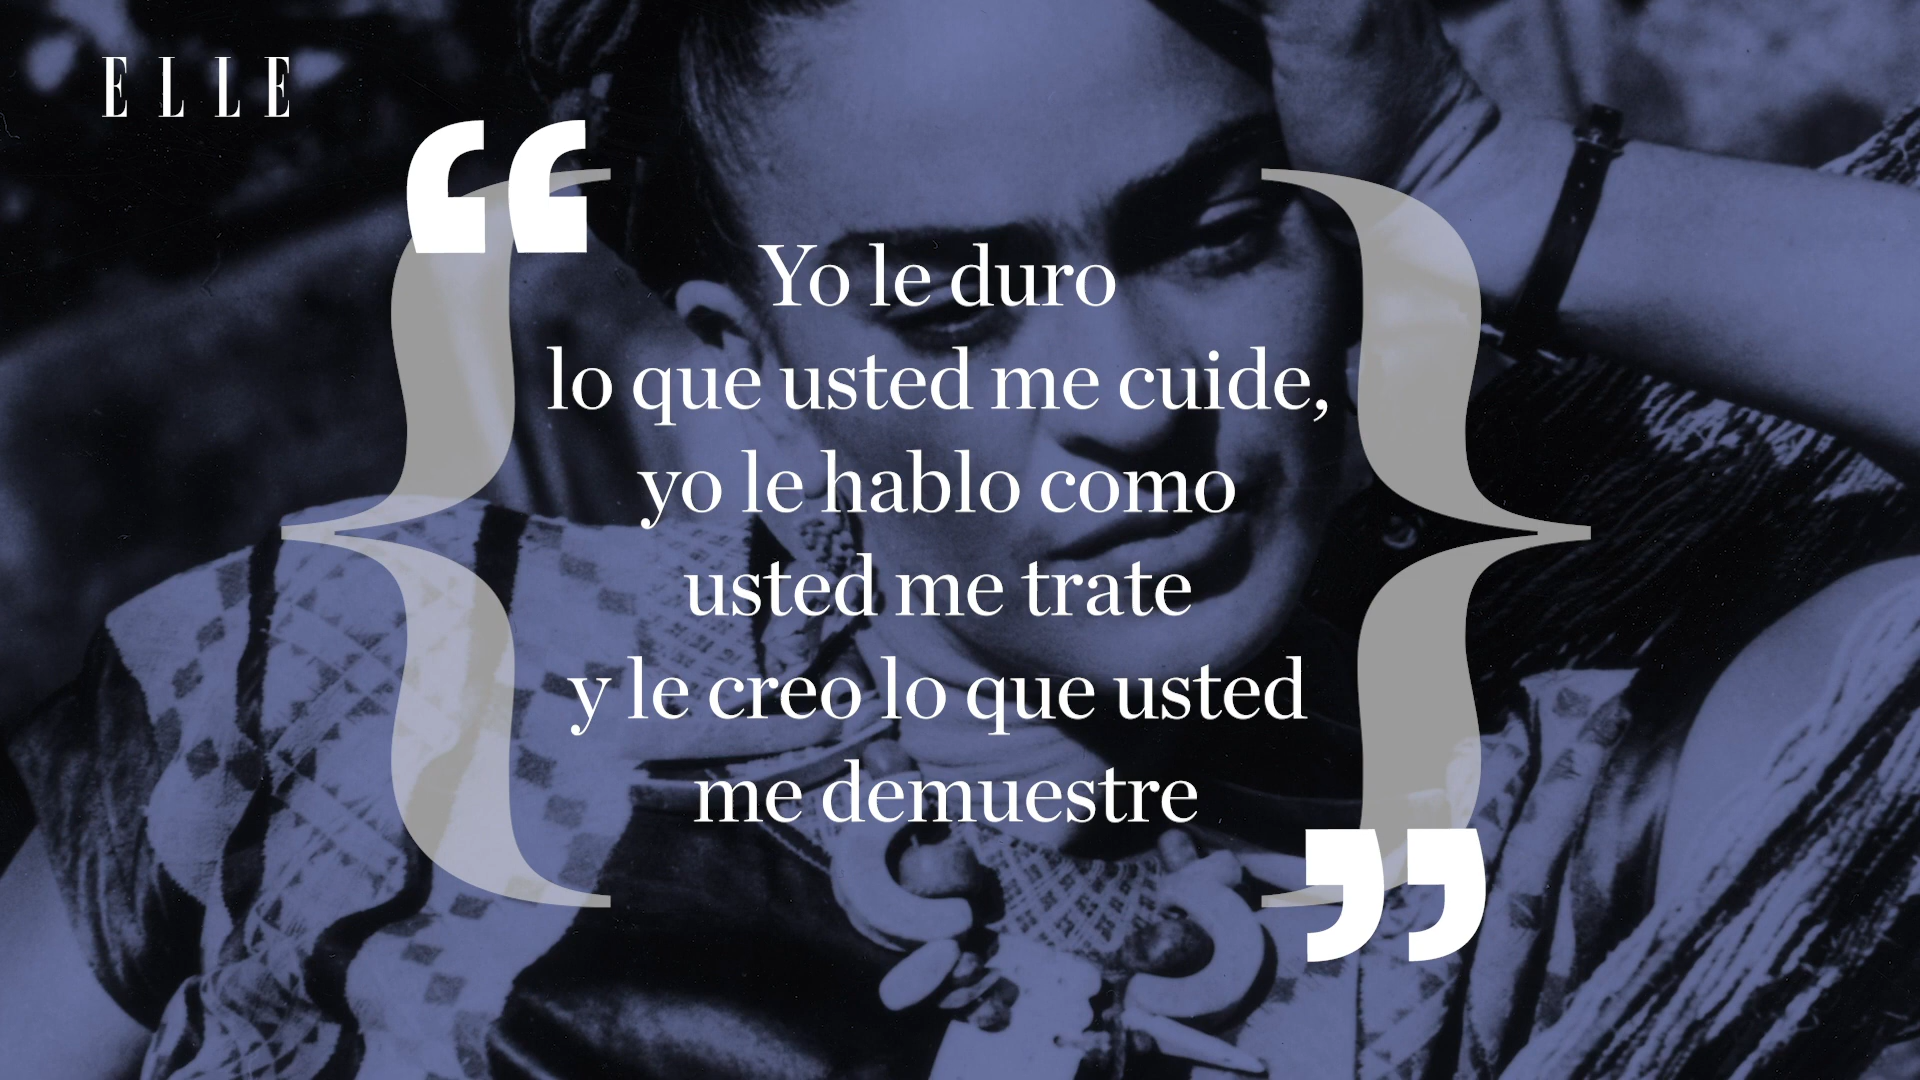 ELLE
“
Yo le duro
lo que usted me cuide,
yo le hablo como
usted me trate
y le creo lo que usted
me demuestre
”